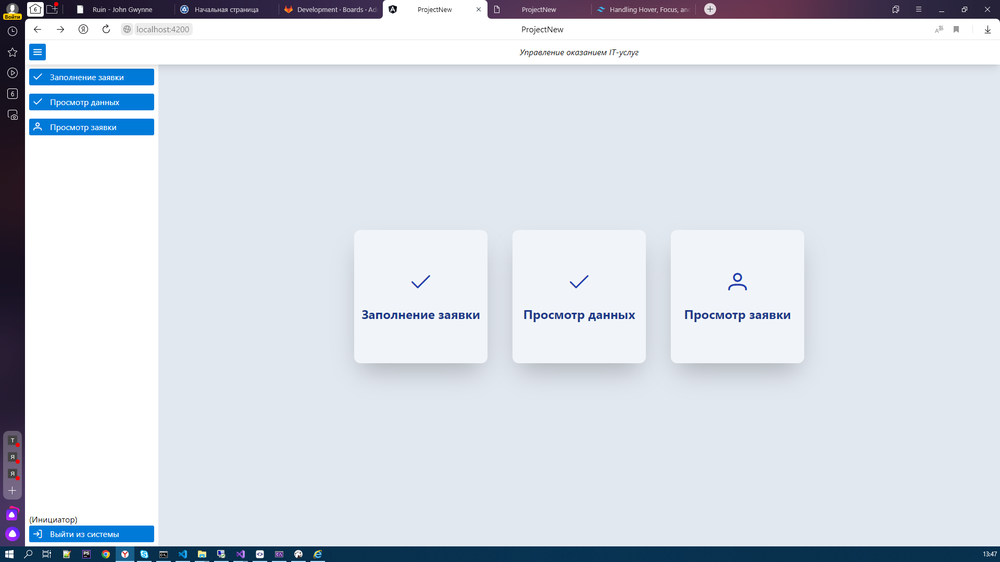 6
Ruin - John Gwynne
Начальная страница
Development · Boards · Ad
ProjectNew
ProjectNew
Handling Hover, Focus, and
Войти
Я
localhost:4200
ProjectNew
Управление оказанием IT-услуг
Заполнение заявки
6
Просмотр данных
Просмотр заявки
Заполнение заявки
Просмотр данных
Просмотр заявки
Т
Я
Я
(Инициатор)
Выйти из системы
13:47